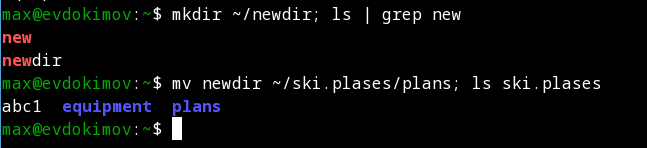 max@evdokimov:~$ mkdir ~/newdir; ls | grep new
new
newdir
max@evdokimov:~$ mv newdir ~/ski.plases/plans; ls ski.plases
abc1  equipment  plans
max@evdokimov:~$